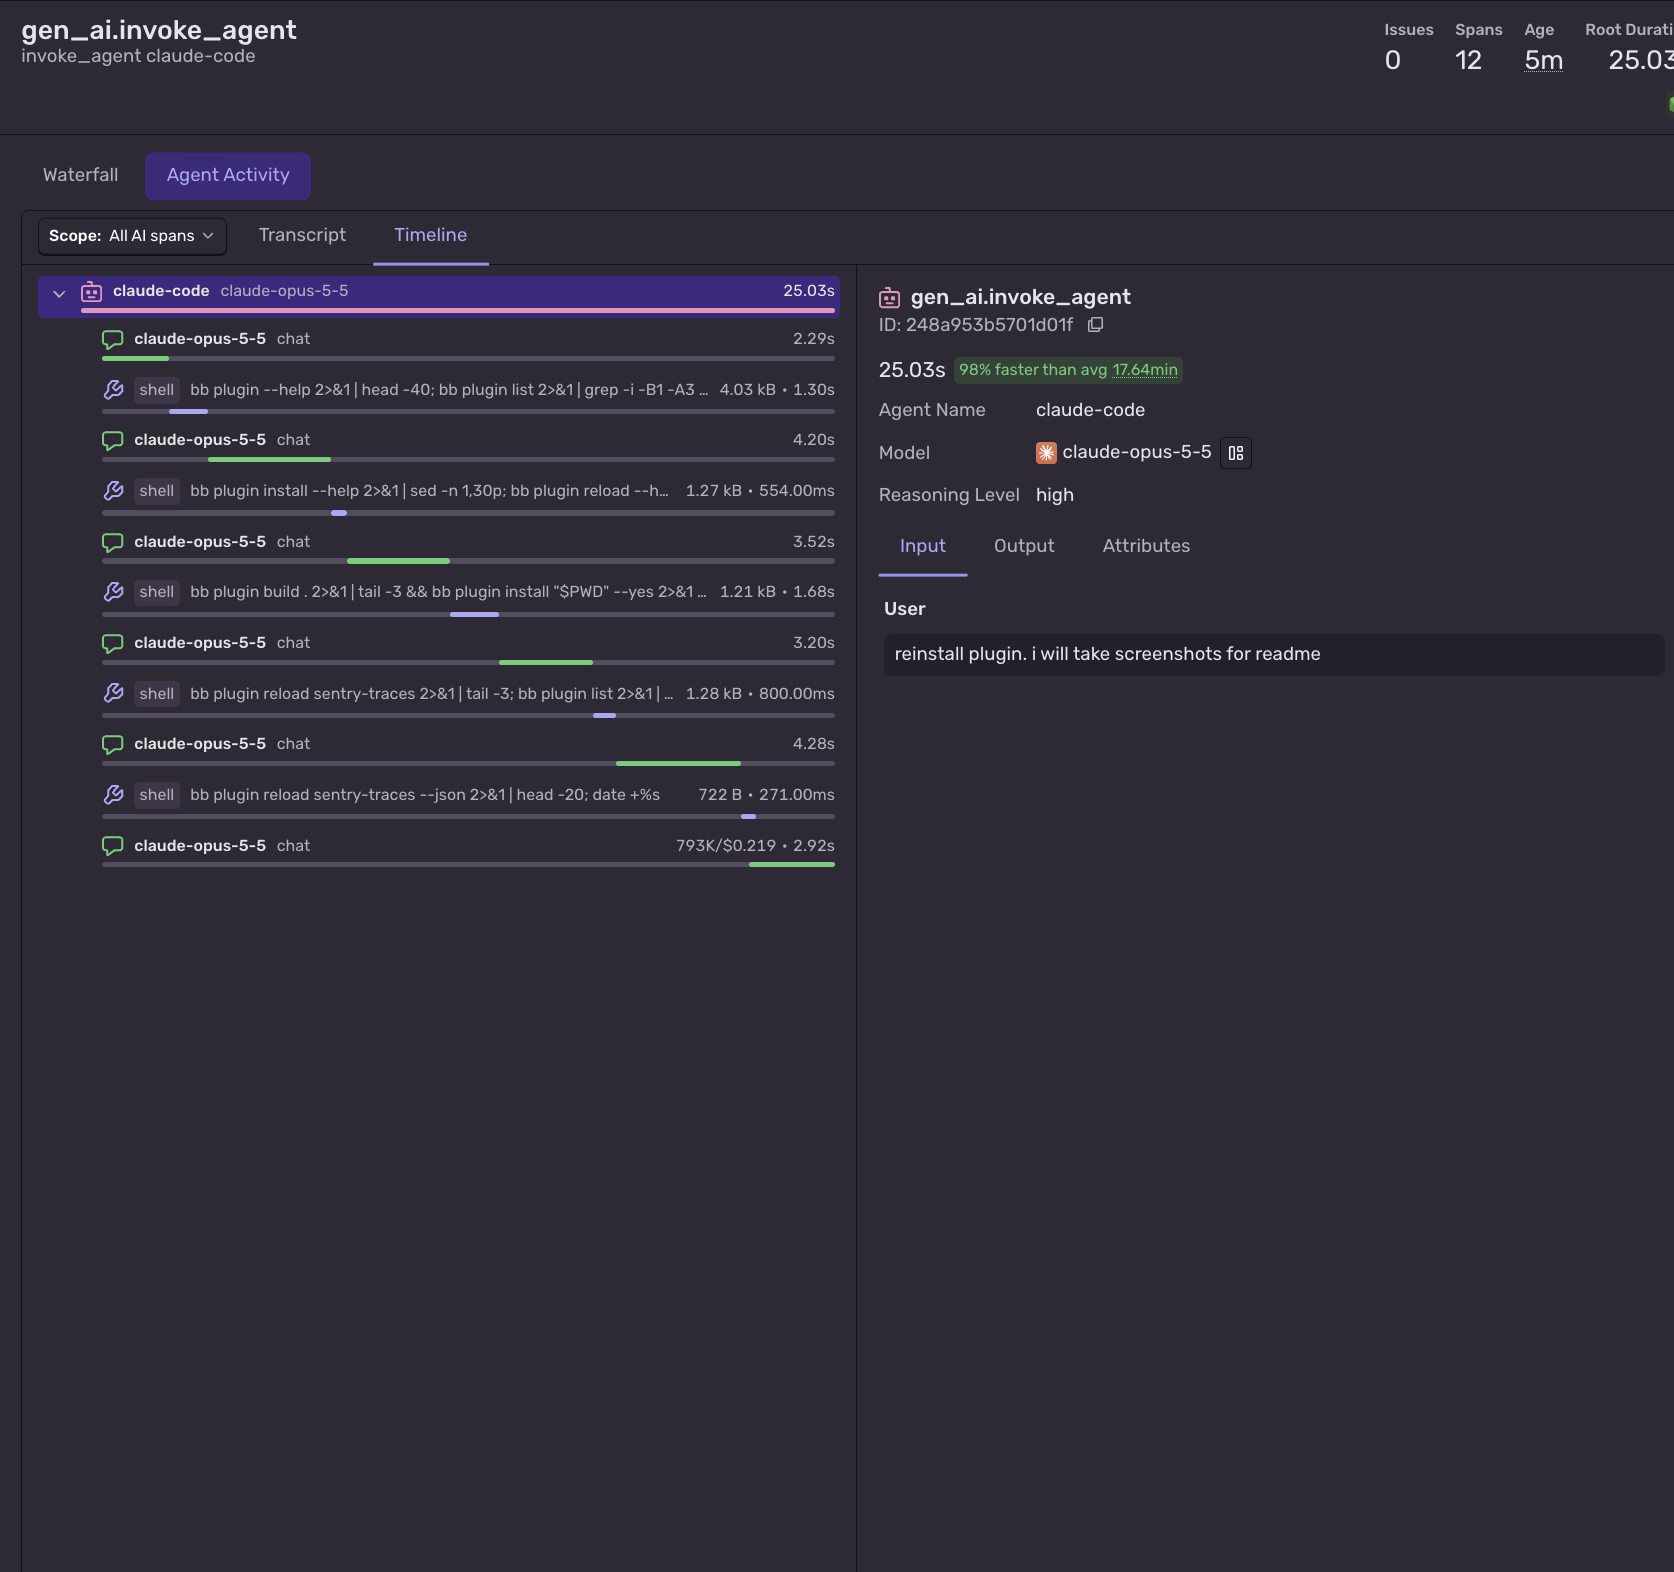 gen_ai.invoke_agent
invoke_agent claude-code
Issues Spans Age Root Durati
0 12 5m 25.03
Waterfall Agent Activity
Scope: All AI spans Transcript Timeline
claude-code claude-opus-5-5 25.03s
claude-opus-5-5 chat 2.29s
shell bb plugin --help 2>&1 | head -40; bb plugin list 2>&1 | grep -i -B1 -A3 ... 4.03 kB • 1.30s
claude-opus-5-5 chat 4.20s
shell bb plugin install --help 2>&1 | sed -n 1,30p; bb plugin reload --h... 1.27 kB • 554.00ms
claude-opus-5-5 chat 3.52s
shell bb plugin build . 2>&1 | tail -3 && bb plugin install "$PWD" --yes 2>&1 ... 1.21 kB • 1.68s
claude-opus-5-5 chat 3.20s
shell bb plugin reload sentry-traces 2>&1 | tail -3; bb plugin list 2>&1 | ... 1.28 kB • 800.00ms
claude-opus-5-5 chat 4.28s
shell bb plugin reload sentry-traces --json 2>&1 | head -20; date +%s 722 B • 271.00ms
claude-opus-5-5 chat 793K/$0.219 • 2.92s
gen_ai.invoke_agent
ID: 248a953b5701d01f
25.03s 98% faster than avg 17.64min
Agent Name claude-code
Model claude-opus-5-5
Reasoning Level high
Input Output Attributes
User
reinstall plugin. i will take screenshots for readme